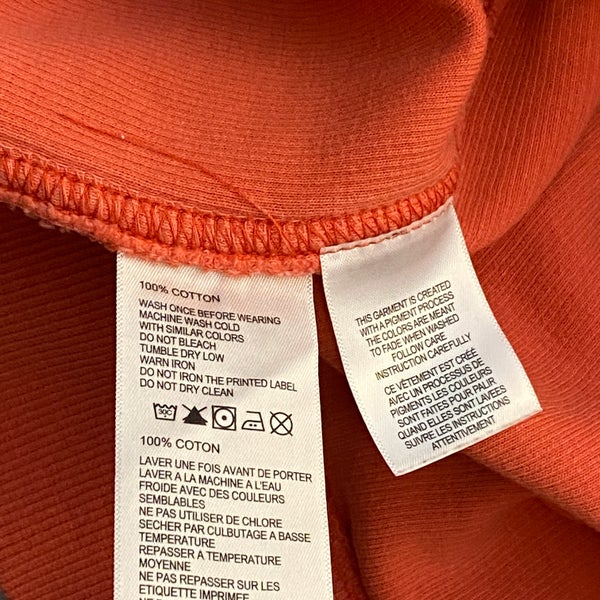 100% COTTON
WASH ONCE BEFORE WEARING
MACHINE WASH COLD
WITH SIMILAR COLORS
DO NOT BLEACH
TUMBLE DRY LOW
WARM IRON
DO NOT IRON THE PRINTED LABEL
DO NOT DRY CLEAN
100% COTON
LAVER UNE FOIS AVANT DE PORTER
LAVER A LA MACHINE A L'EAU
FROIDE AVEC DES COULEURS
SEMBLABLES
NE PAS UTILISER DE CHLORE
SECHER PAR CULBUTAGE A BASSE
TEMPERATURE
REPASSER A TEMPERATURE
MOYENNE
NE PAS REPASSER SUR LES
ETIQUETTE IMPRIMEE
THIS GARMENT IS CREATED
WITH A PIGMENT PROCESS
THE COLORS ARE MEANT
TO FADE WHEN WASHED
FOLLOW CARE
INSTRUCTION CAREFULLY
CE VÊTEMENT EST CRÉÉ
AVEC UN PROCESSUS DE
PIGMENTS LES COULEURS
SONT FAITES POUR PALIR
QUAND ELLES SONT LAVEES
SUIVRE LES INSTRUCTIONS
ATTENTIVEMENT